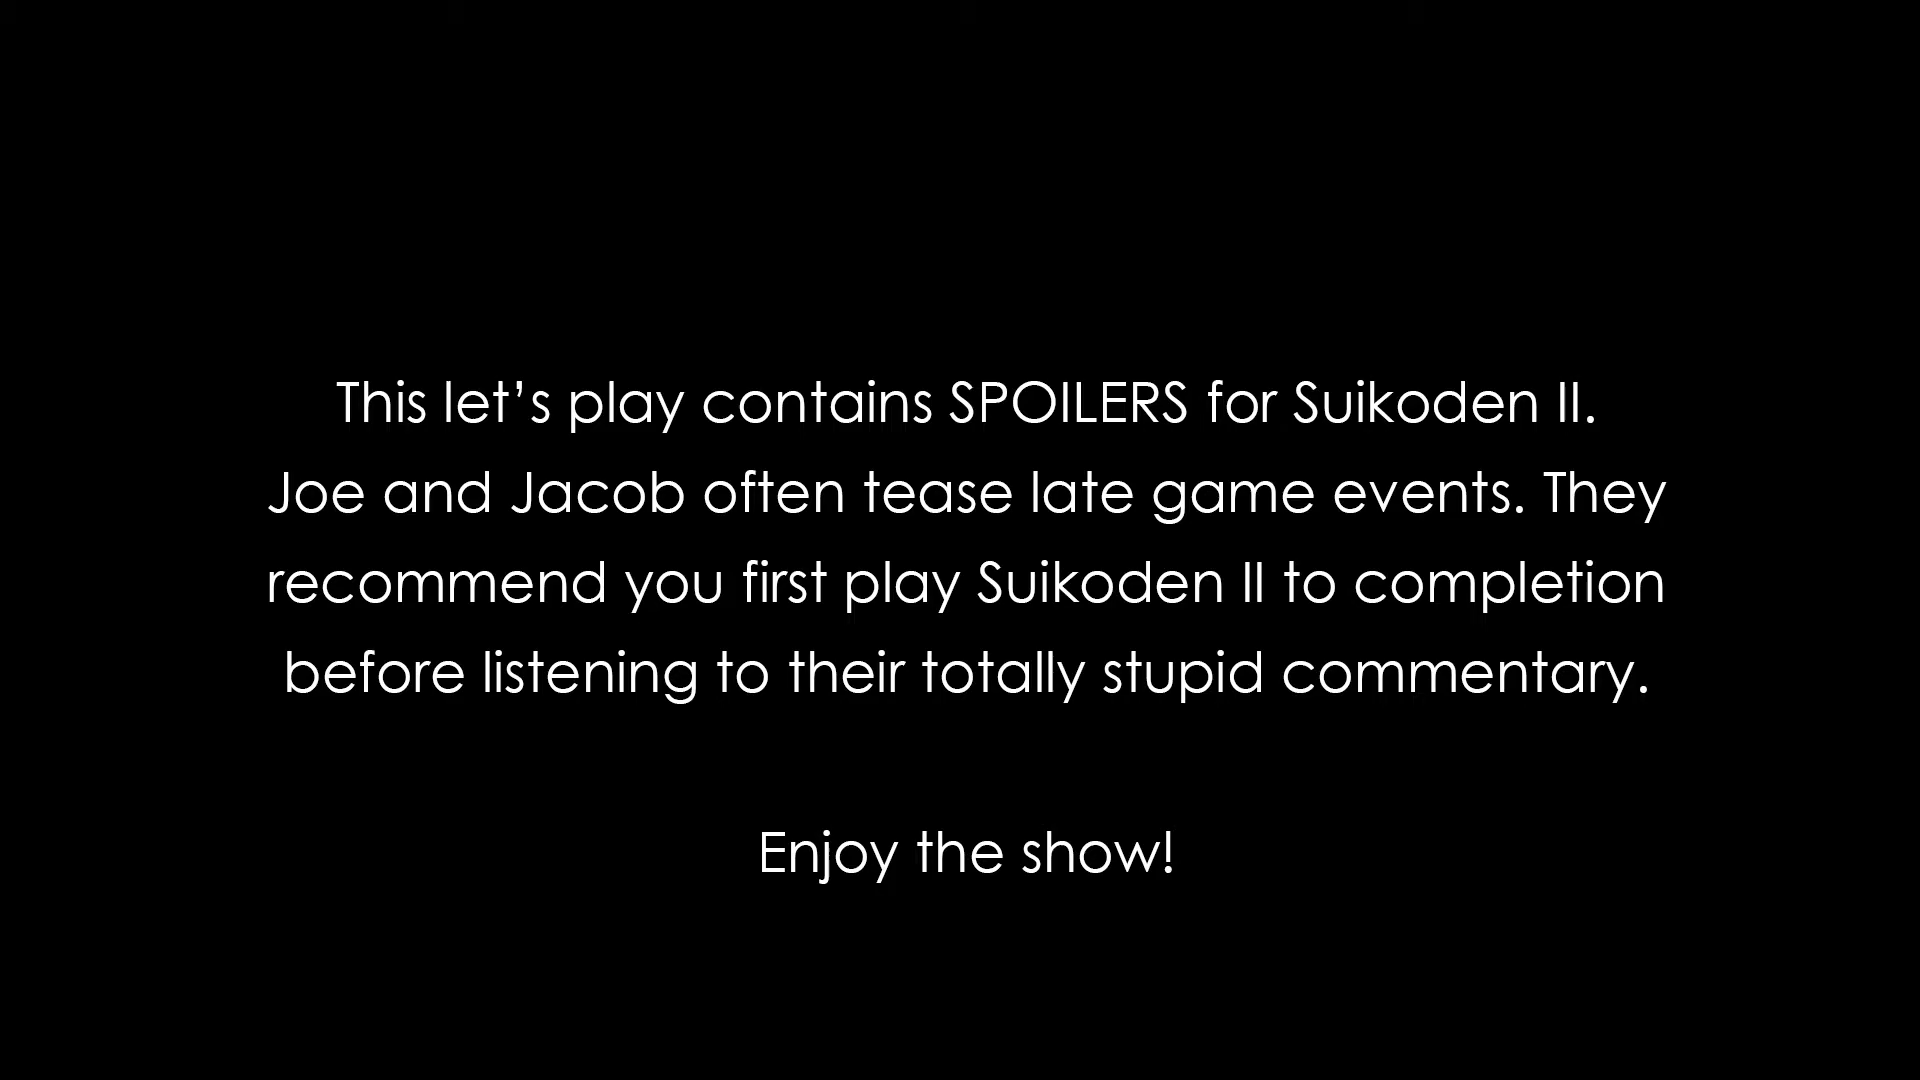 This let’s play contains SPOILERS for Suikoden II.
Joe and Jacob often tease late game events. They
recommend you first play Suikoden II to completion
before listening to their totally stupid commentary.
Enjoy the show!